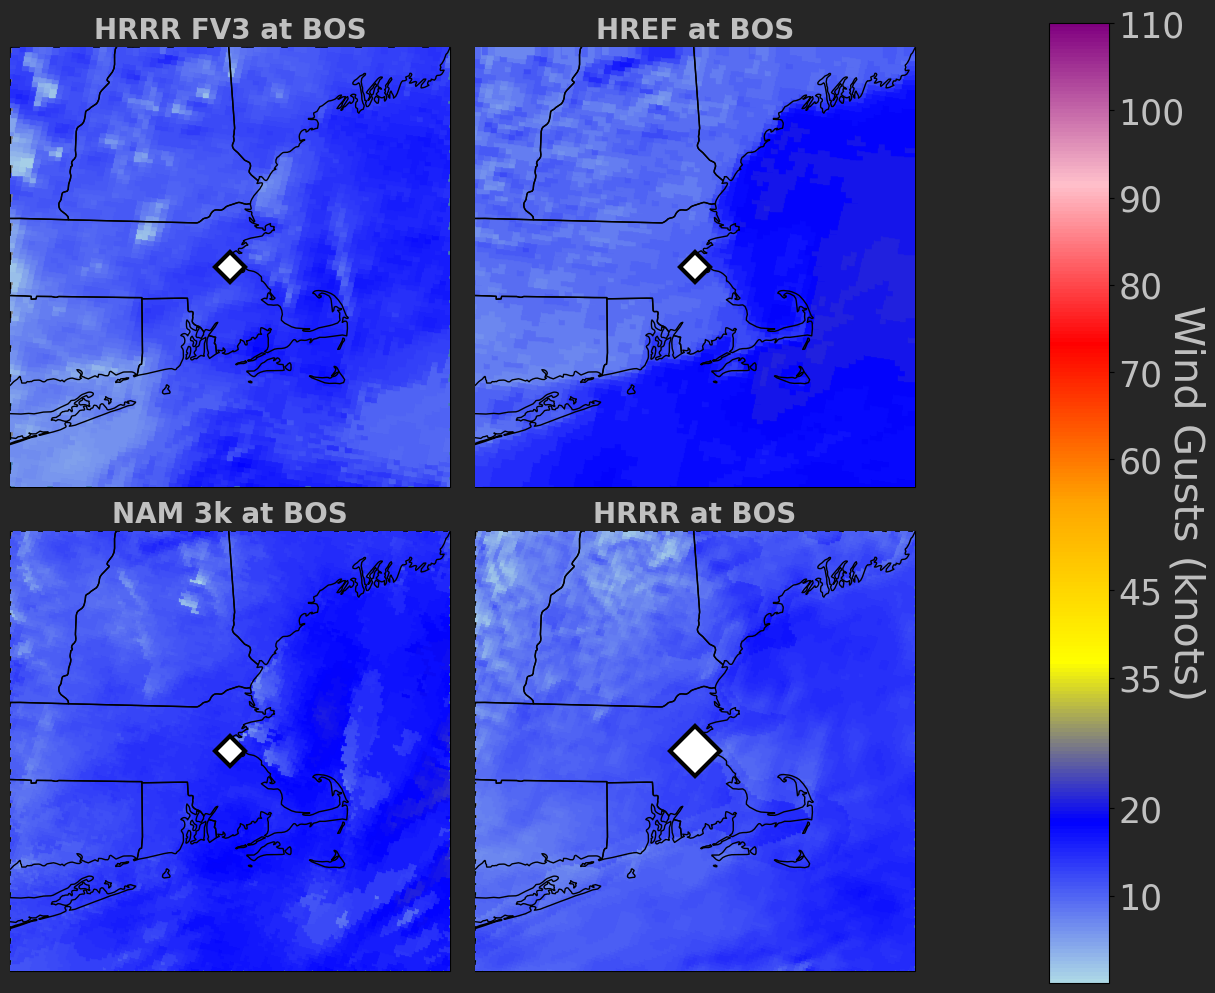 HRRR FV3 at BOS
HREF at BOS
NAM 3k at BOS
HRRR at BOS
110
100
90
80
70
60
45
35
20
10
Wind Gusts (knots)